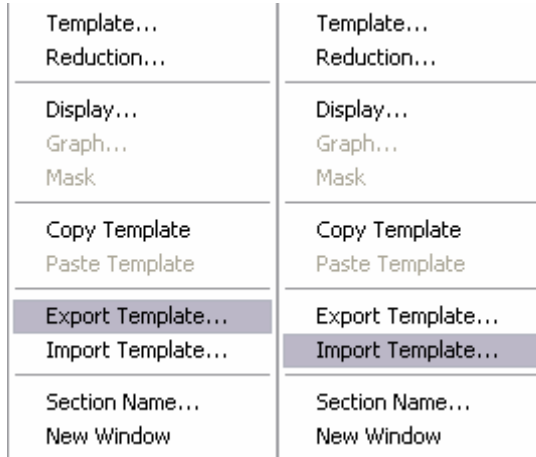 Template...
Reduction...
Display...
Graph...
Mask
Copy Template
Paste Template
Export Template...
Import Template...
Section Name...
New Window
Template...
Reduction...
Display...
Graph...
Mask
Copy Template
Paste Template
Export Template...
Import Template...
Section Name...
New Window